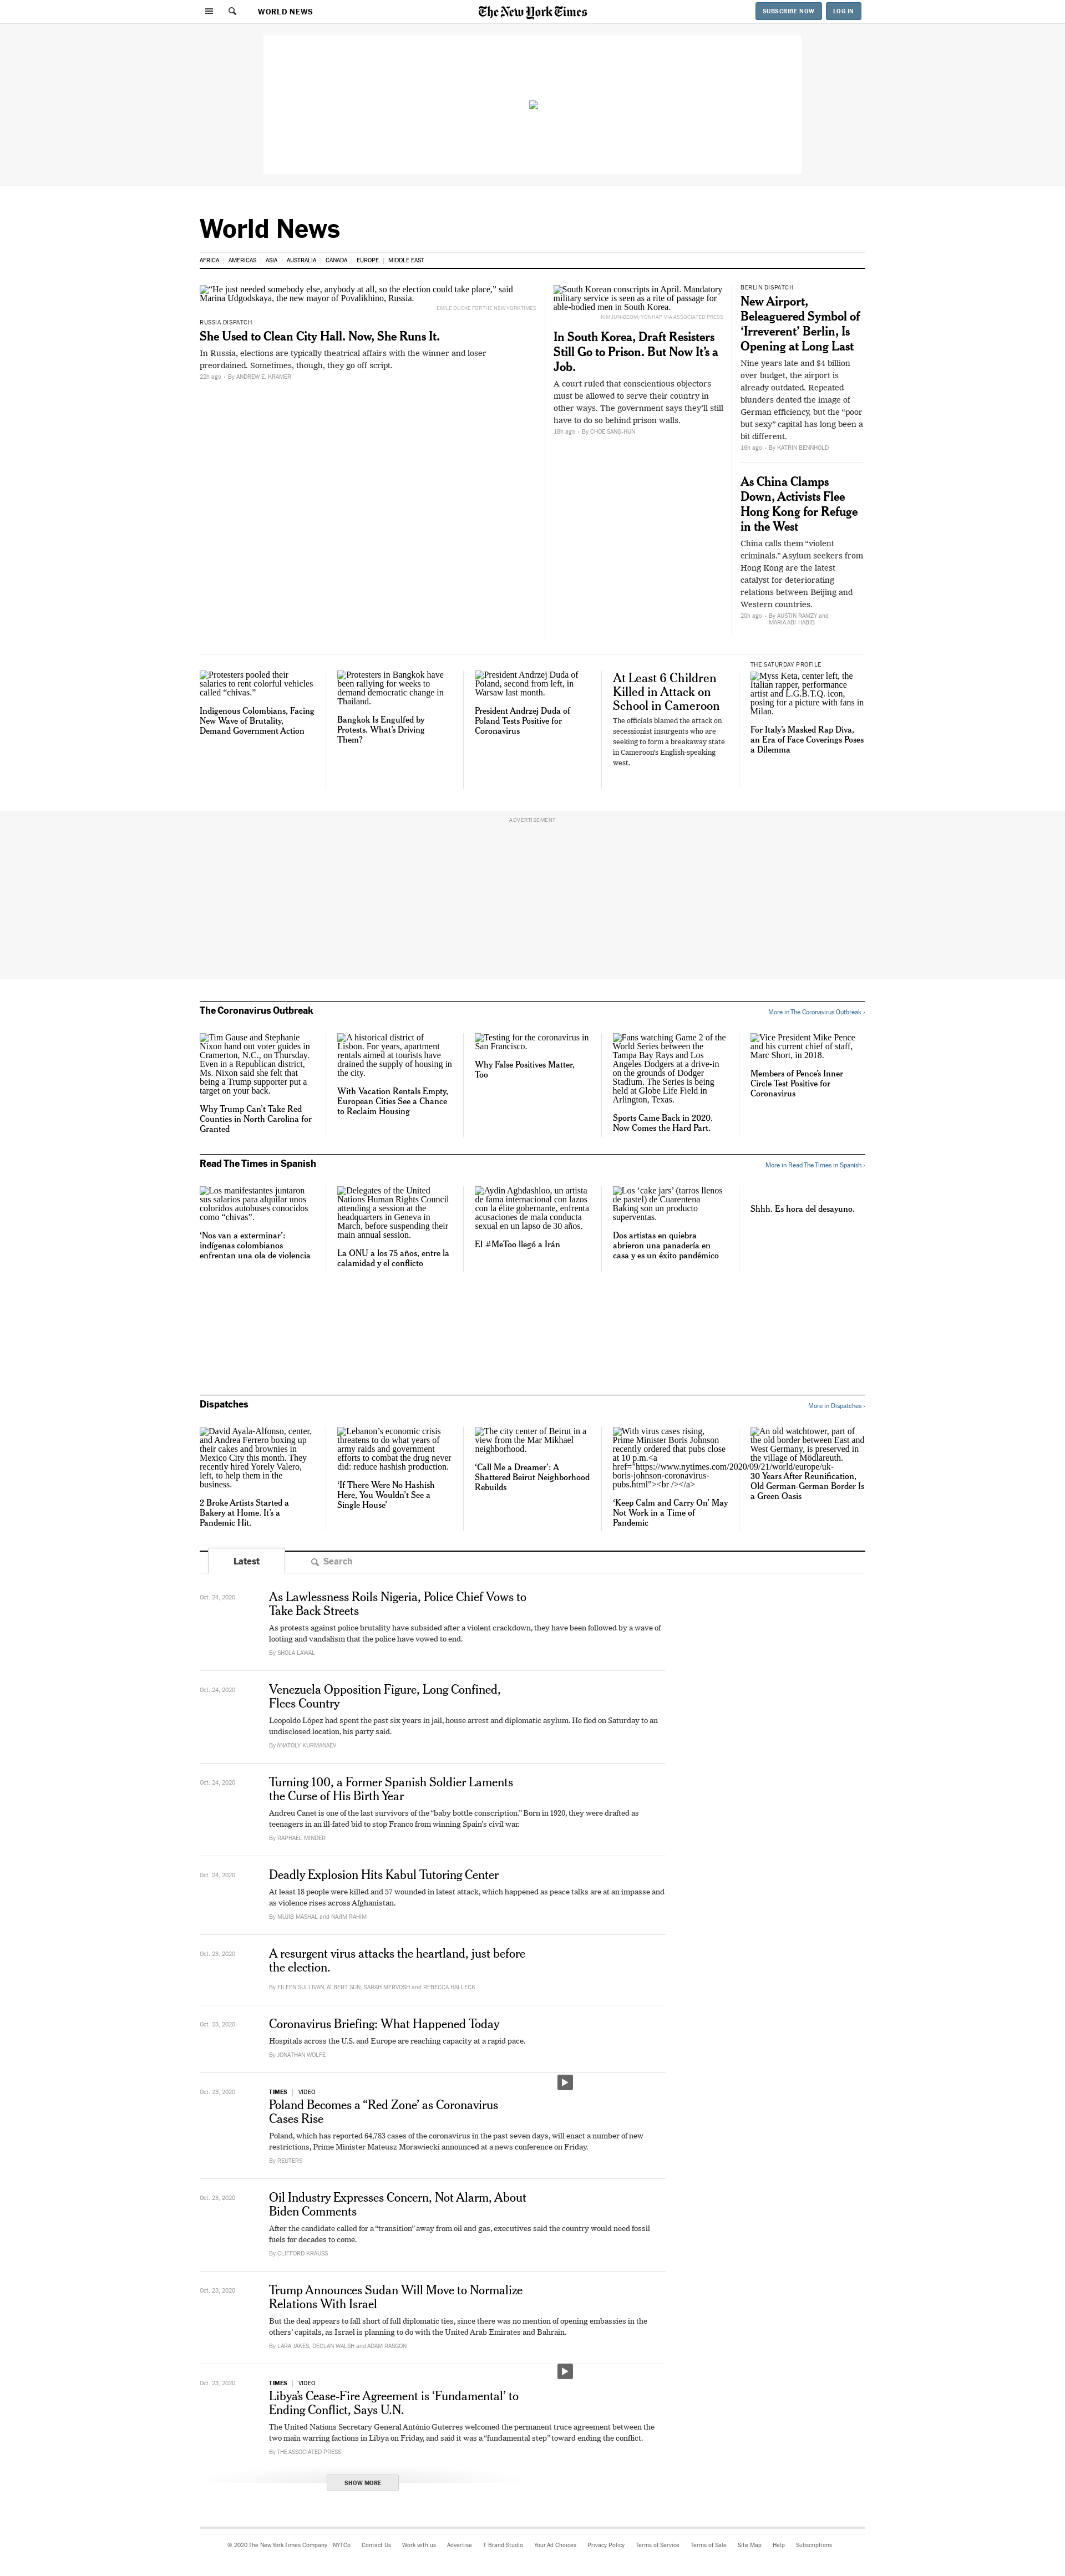 WORLD NEWS
The New York Times
SUBSCRIBE NOW
LOG IN
World News
AFRICA
AMERICAS
ASIA
AUSTRALIA
CANADA
EUROPE
MIDDLE EAST
“He just needed somebody else, anybody at all, so the election could take place,” said
Marina Udgodskaya, the new mayor of Povalikhino, Russia.
EMILE DUCKE FOR THE NEW YORK TIMES
RUSSIA DISPATCH
She Used to Clean City Hall. Now, She Runs It.
In Russia, elections are typically theatrical affairs with the winner and loser
preordained. Sometimes, though, they go off script.
22h ago · By ANDREW E. KRAMER
South Korean conscripts in April. Mandatory
military service is seen as a rite of passage for
able-bodied men in South Korea.
KIM JUN-BEOM/YONHAP, VIA ASSOCIATED PRESS
In South Korea, Draft Resisters
Still Go to Prison. But Now It’s a
Job.
A court ruled that conscientious objectors
must be allowed to serve their country in
other ways. The government says they’ll still
have to do so behind prison walls.
18h ago · By CHOE SANG-HUN
BERLIN DISPATCH
New Airport,
Beleaguered Symbol of
‘Irreverent’ Berlin, Is
Opening at Long Last
Nine years late and $4 billion
over budget, the airport is
already outdated. Repeated
blunders dented the image of
German efficiency, but the “poor
but sexy” capital has long been a
bit different.
16h ago · By KATRIN BENNHOLD
As China Clamps
Down, Activists Flee
Hong Kong for Refuge
in the West
China calls them “violent
criminals.” Asylum seekers from
Hong Kong are the latest
catalyst for deteriorating
relations between Beijing and
Western countries.
20h ago · By AUSTIN RAMZY and
MARIA ABI-HABIB
Protesters pooled their
salaries to rent colorful vehicles
called “chivas.”
Indigenous Colombians, Facing
New Wave of Brutality,
Demand Government Action
Protesters in Bangkok have
been rallying for weeks to
demand democratic change in
Thailand.
Bangkok Is Engulfed by
Protests. What’s Driving
Them?
President Andrzej Duda of
Poland, second from left, in
Warsaw last month.
President Andrzej Duda of
Poland Tests Positive for
Coronavirus
At Least 6 Children
Killed in Attack on
School in Cameroon
The officials blamed the attack on
secessionist insurgents who are
seeking to form a breakaway state
in Cameroon’s English-speaking
west.
THE SATURDAY PROFILE
Myss Keta, center left, the
Italian rapper, performance
artist and L.G.B.T.Q. icon,
posing for a picture with fans in
Milan.
For Italy’s Masked Rap Diva,
an Era of Face Coverings Poses
a Dilemma
ADVERTISEMENT
The Coronavirus Outbreak
More in The Coronavirus Outbreak ›
Tim Gause and Stephanie
Nixon hand out voter guides in
Cramerton, N.C., on Thursday.
Even in a Republican district,
Ms. Nixon said she felt that
being a Trump supporter put a
target on your back.
Why Trump Can’t Take Red
Counties in North Carolina for
Granted
A historical district of
Lisbon. For years, apartment
rentals aimed at tourists have
drained the supply of housing in
the city.
With Vacation Rentals Empty,
European Cities See a Chance
to Reclaim Housing
Testing for the coronavirus in
San Francisco.
Why False Positives Matter,
Too
Fans watching Game 2 of the
World Series between the
Tampa Bay Rays and Los
Angeles Dodgers at a drive-in
on the grounds of Dodger
Stadium. The Series is being
held at Globe Life Field in
Arlington, Texas.
Sports Came Back in 2020.
Now Comes the Hard Part.
Vice President Mike Pence
and his current chief of staff,
Marc Short, in 2018.
Members of Pence’s Inner
Circle Test Positive for
Coronavirus
Read The Times in Spanish
More in Read The Times in Spanish ›
Los manifestantes juntaron
sus salarios para alquilar unos
coloridos autobuses conocidos
como “chivas”.
‘Nos van a exterminar’:
indígenas colombianos
enfrentan una ola de violencia
Delegates of the United
Nations Human Rights Council
attending a session at the
headquarters in Geneva in
March, before suspending their
main annual session.
La ONU a los 75 años, entre la
calamidad y el conflicto
Aydin Aghdashloo, un artista
de fama internacional con lazos
con la élite gobernante, enfrenta
acusaciones de mala conducta
sexual en un lapso de 30 años.
El #MeToo llegó a Irán
Los ‘cake jars’ (tarros llenos
de pastel) de Cuarentena
Baking son un producto
superventas.
Dos artistas en quiebra
abrieron una panadería en
casa y es un éxito pandémico
Shhh. Es hora del desayuno.
Dispatches
More in Dispatches ›
David Ayala-Alfonso, center,
and Andrea Ferrero boxing up
their cakes and brownies in
Mexico City this month. They
recently hired Yorely Valero,
left, to help them in the
business.
2 Broke Artists Started a
Bakery at Home. It’s a
Pandemic Hit.
Lebanon’s economic crisis
threatens to do what years of
army raids and government
efforts to combat the drug never
did: reduce hashish production.
‘If There Were No Hashish
Here, You Wouldn’t See a
Single House’
The city center of Beirut in a
view from the Mar Mikhael
neighborhood.
‘Call Me a Dreamer’: A
Shattered Beirut Neighborhood
Rebuilds
With virus cases rising,
Prime Minister Boris Johnson
recently ordered that pubs close
at 10 p.m.<a
href="https://www.nytimes.com/2020/09/21/world/europe/uk-
boris-johnson-coronavirus-
pubs.html"><br /></a>
‘Keep Calm and Carry On’ May
Not Work in a Time of
Pandemic
An old watchtower, part of
the old border between East and
West Germany, is preserved in
the village of Mödlareuth.
30 Years After Reunification,
Old German-German Border Is
a Green Oasis
Latest
Search
Oct. 24, 2020
As Lawlessness Roils Nigeria, Police Chief Vows to
Take Back Streets
As protests against police brutality have subsided after a violent crackdown, they have been followed by a wave of
looting and vandalism that the police have vowed to end.
By SHOLA LAWAL
Oct. 24, 2020
Venezuela Opposition Figure, Long Confined,
Flees Country
Leopoldo López had spent the past six years in jail, house arrest and diplomatic asylum. He fled on Saturday to an
undisclosed location, his party said.
By ANATOLY KURMANAEV
Oct. 24, 2020
Turning 100, a Former Spanish Soldier Laments
the Curse of His Birth Year
Andreu Canet is one of the last survivors of the “baby bottle conscription.” Born in 1920, they were drafted as
teenagers in an ill-fated bid to stop Franco from winning Spain’s civil war.
By RAPHAEL MINDER
Oct. 24, 2020
Deadly Explosion Hits Kabul Tutoring Center
At least 18 people were killed and 57 wounded in latest attack, which happened as peace talks are at an impasse and
as violence rises across Afghanistan.
By MUJIB MASHAL and NAJIM RAHIM
Oct. 23, 2020
A resurgent virus attacks the heartland, just before
the election.
By EILEEN SULLIVAN, ALBERT SUN, SARAH MERVOSH and REBECCA HALLECK
Oct. 23, 2020
Coronavirus Briefing: What Happened Today
Hospitals across the U.S. and Europe are reaching capacity at a rapid pace.
By JONATHAN WOLFE
Oct. 23, 2020
TIMES VIDEO
Poland Becomes a “Red Zone’ as Coronavirus
Cases Rise
Poland, which has reported 64,783 cases of the coronavirus in the past seven days, will enact a number of new
restrictions, Prime Minister Mateusz Morawiecki announced at a news conference on Friday.
By REUTERS
Oct. 23, 2020
Oil Industry Expresses Concern, Not Alarm, About
Biden Comments
After the candidate called for a “transition” away from oil and gas, executives said the country would need fossil
fuels for decades to come.
By CLIFFORD KRAUSS
Oct. 23, 2020
Trump Announces Sudan Will Move to Normalize
Relations With Israel
But the deal appears to fall short of full diplomatic ties, since there was no mention of opening embassies in the
others’ capitals, as Israel is planning to do with the United Arab Emirates and Bahrain.
By LARA JAKES, DECLAN WALSH and ADAM RASGON
Oct. 23, 2020
TIMES VIDEO
Libya’s Cease-Fire Agreement is ‘Fundamental’ to
Ending Conflict, Says U.N.
The United Nations Secretary General António Guterres welcomed the permanent truce agreement between the
two main warring factions in Libya on Friday, and said it was a “fundamental step” toward ending the conflict.
By THE ASSOCIATED PRESS
SHOW MORE
© 2020 The New York Times Company
NYTCo
Contact Us
Work with us
Advertise
T Brand Studio
Your Ad Choices
Privacy Policy
Terms of Service
Terms of Sale
Site Map
Help
Subscriptions